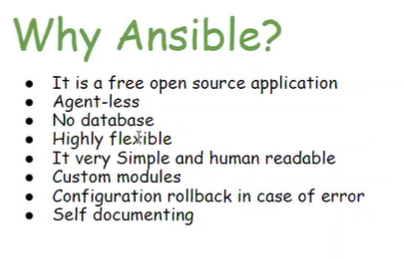 Why Ansible?
● It is a free open source application
● Agent-less
● No database
● Highly flexible
● It very Simple and human readable
● Custom modules
● Configuration rollback in case of error
● Self documenting